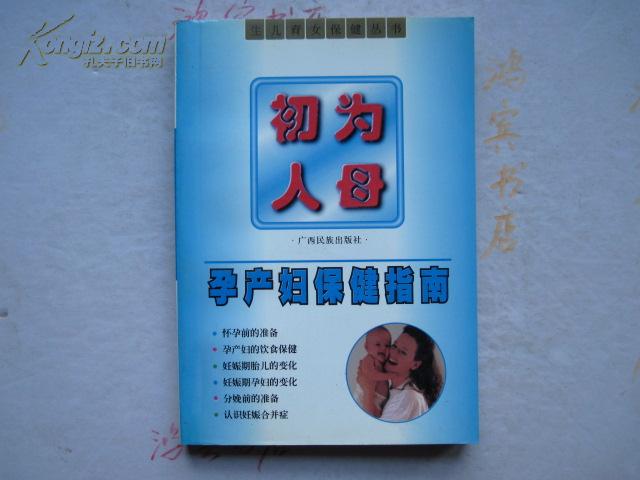 Kongfz.com
孔夫子旧书网
生儿育女保健丛书
初为
人母
·广西民族出版社·
孕产妇保健指南
怀孕前的准备
孕产妇的饮食保健
妊娠期胎儿的变化
妊娠期孕妇的变化
分娩前的准备
认识妊娠合并症
鸿宾书店